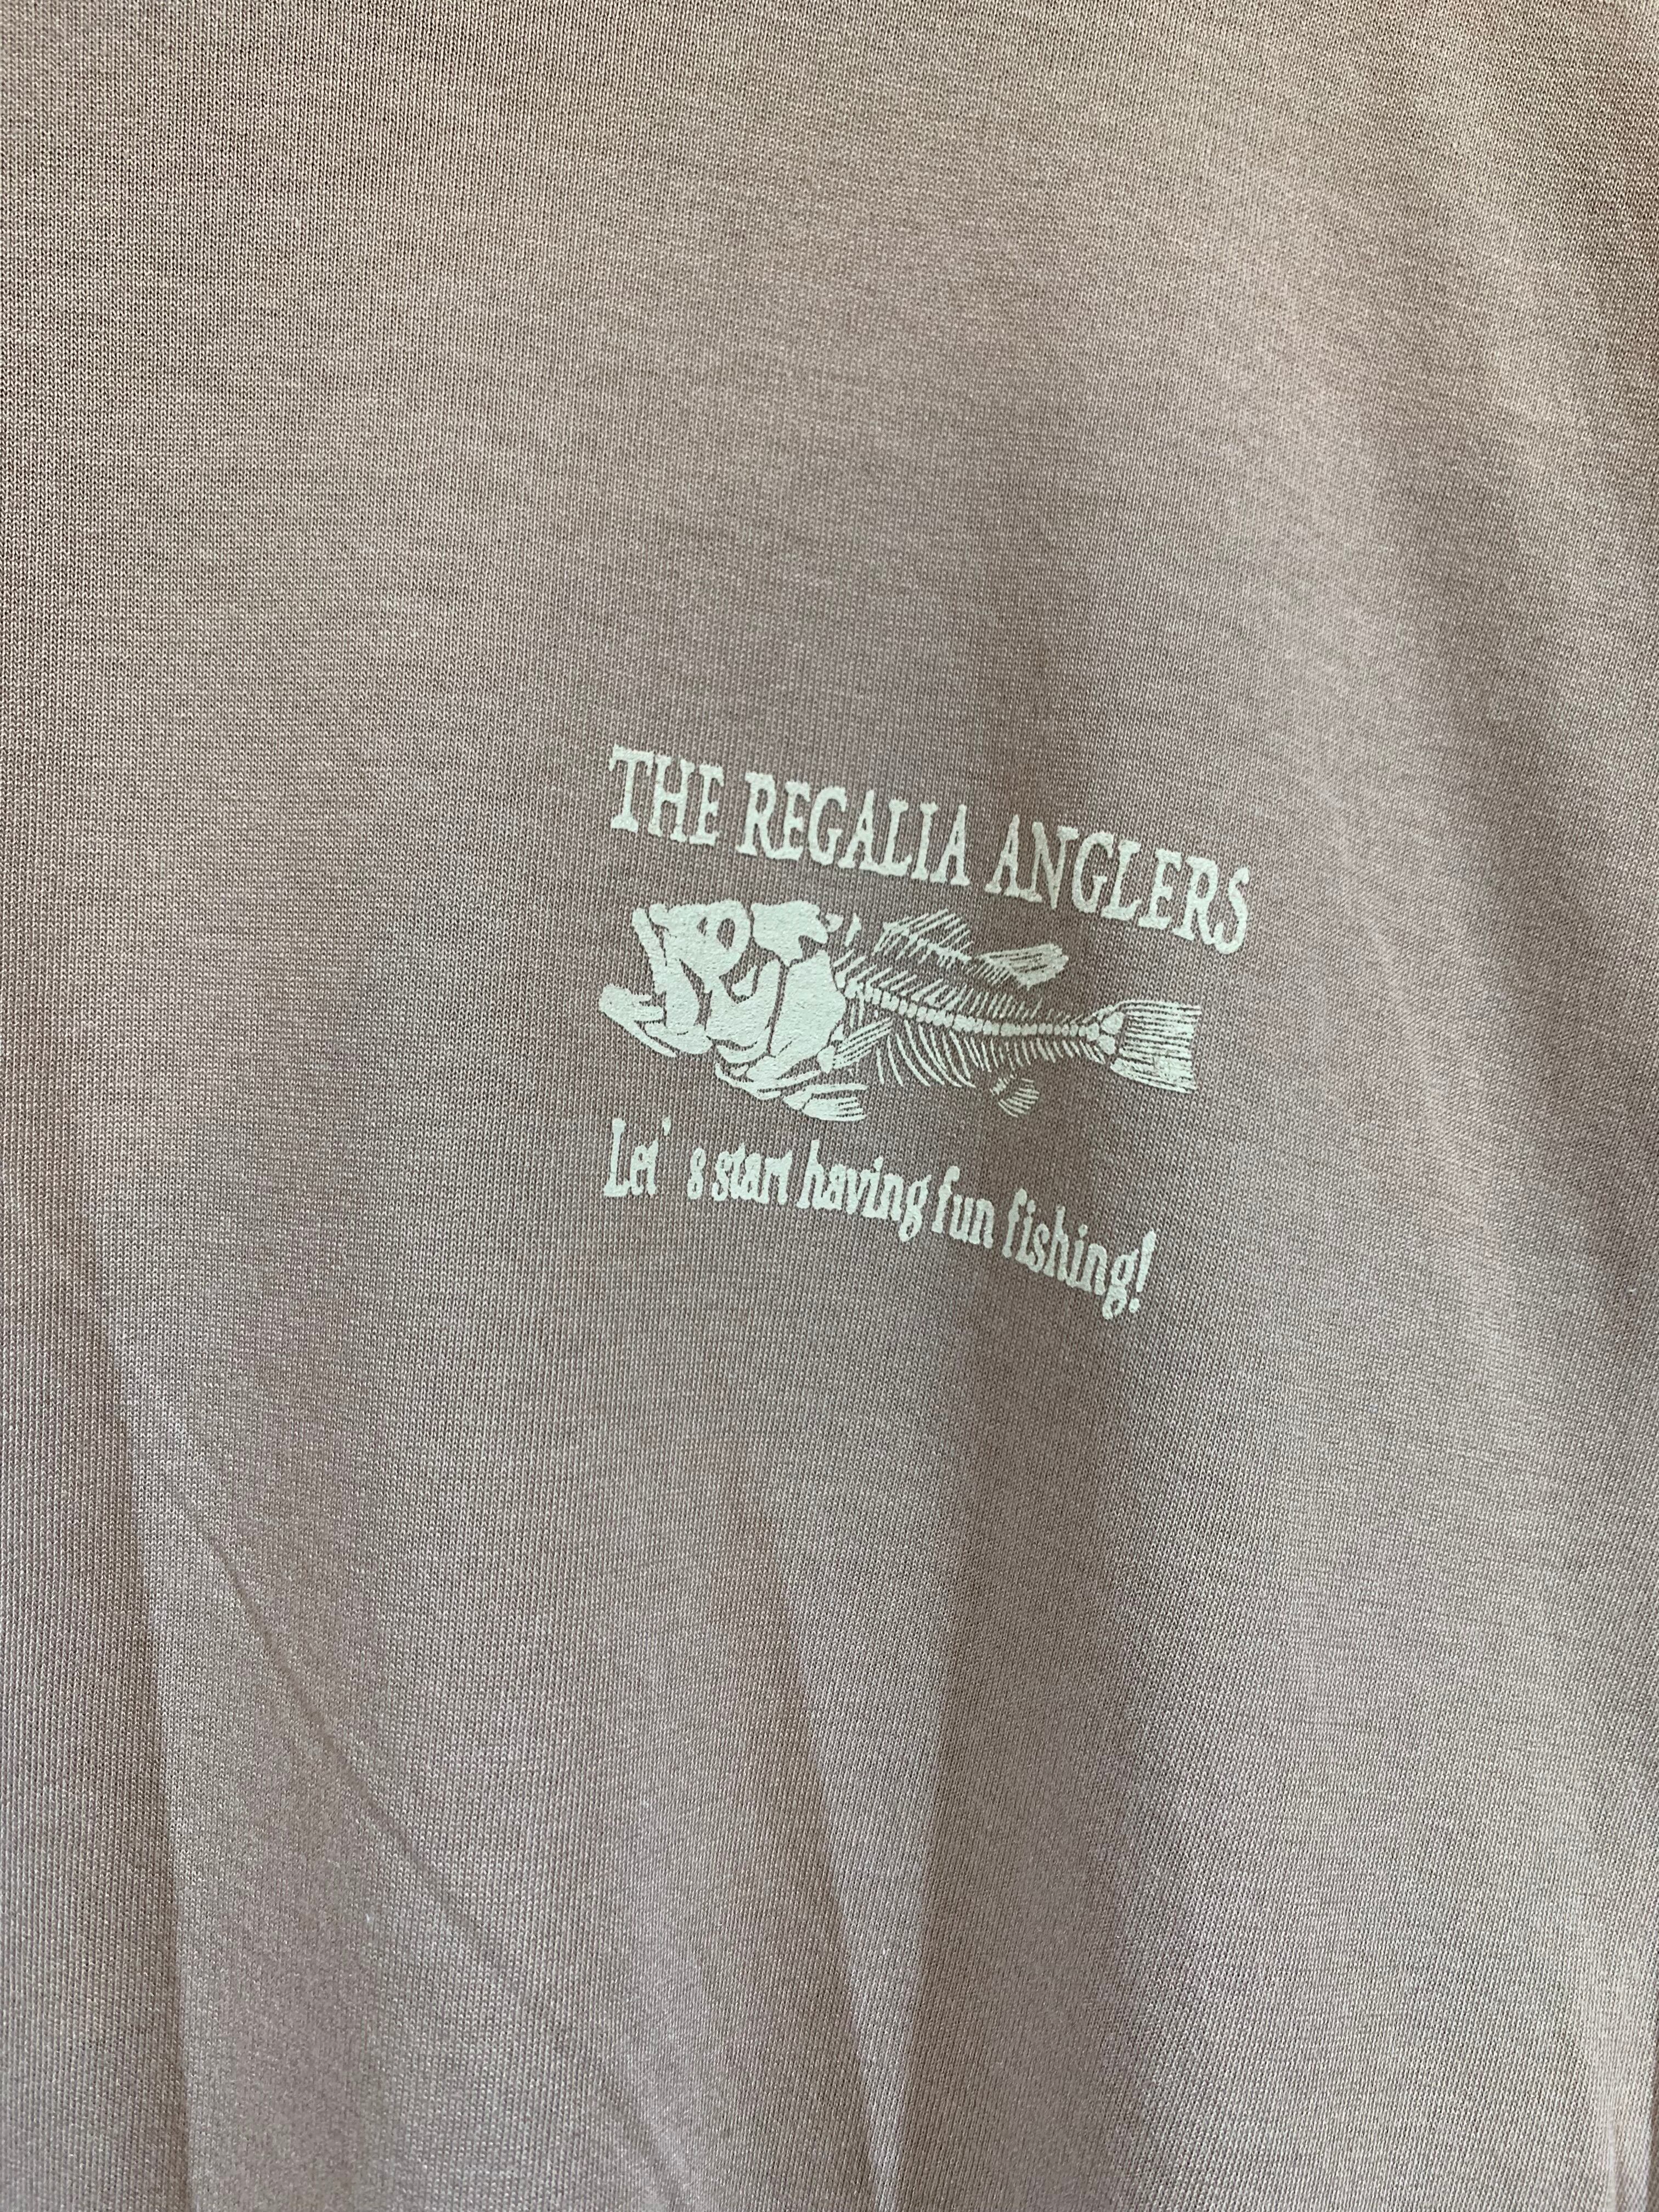 THE REGALIA ANGLERS
Let's start having fun fishing!